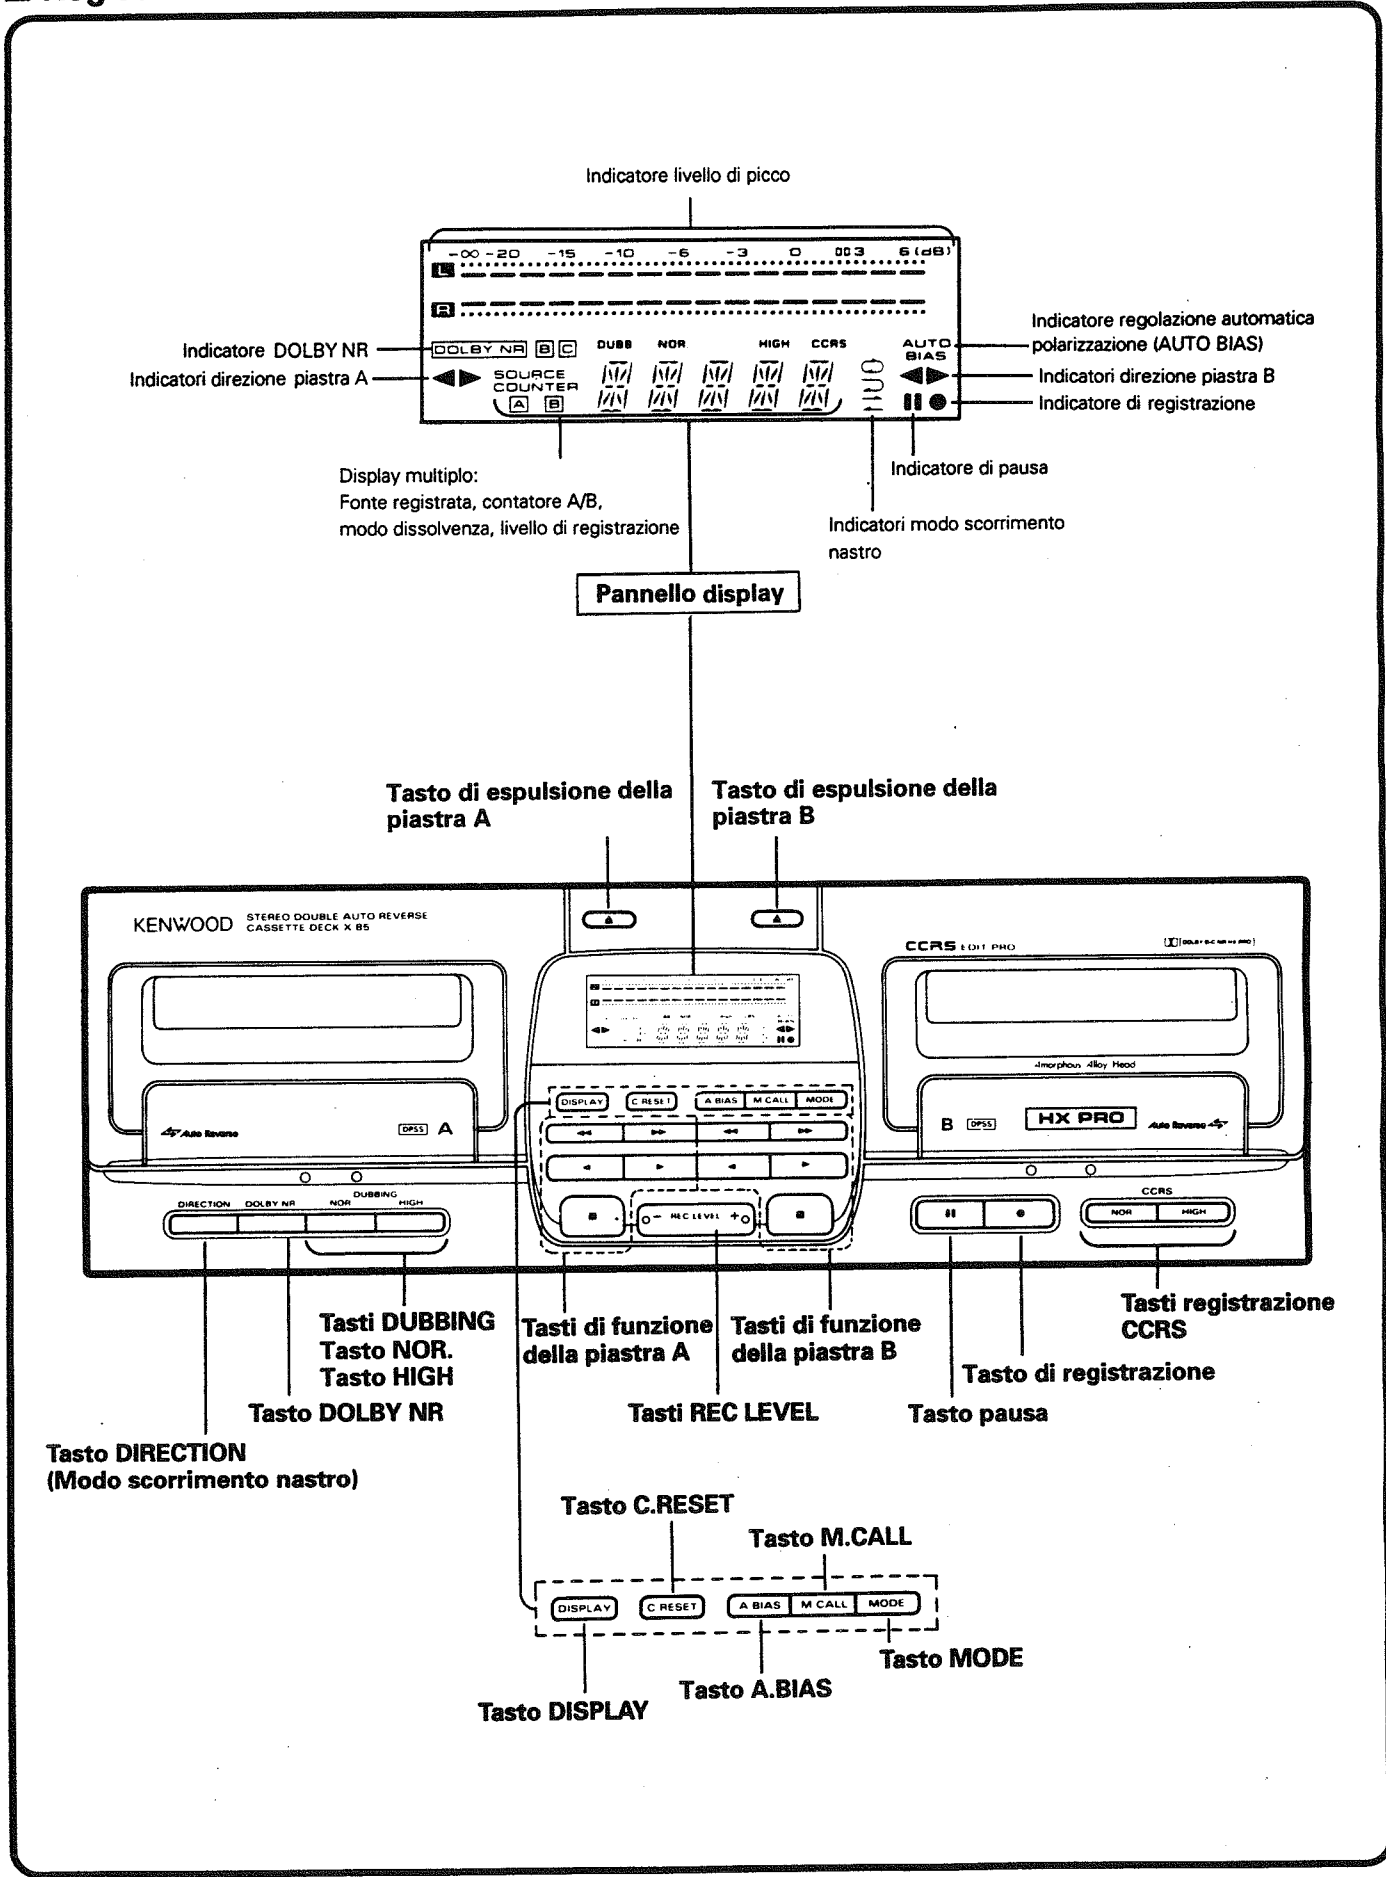 Indicatore livello di picco
-∞ -20 -15 -10 -6 -3 0 3 6 (dB)
L
R
Indicatore DOLBY NR
DOLBY NR B C
DUBB NOR HIGH CCRS
AUTO
BIAS
Indicatore regolazione automatica
polarizzazione (AUTO BIAS)
Indicatori direzione piastra A
SOURCE
COUNTER
A B
Indicatori direzione piastra B
Indicatore di registrazione
Indicatore di pausa
Display multiplo:
Fonte registrata, contatore A/B,
modo dissolvenza, livello di registrazione
Indicatori modo scorrimento
nastro
Pannello display
Tasto di espulsione della
piastra A
Tasto di espulsione della
piastra B
KENWOOD
STEREO DOUBLE AUTO REVERSE
CASSETTE DECK X 85
CCRS EDIT PRO
DOLBY B-C NR HX PRO
Amorphous Alloy Head
DISPLAY C RESET A BIAS M CALL MODE
Auto Reverse
DPSS A
B DPSS
HX PRO
Auto Reverse
DIRECTION DOLBY NR NOR DUBBING HIGH
- REC LEVEL +
CCRS
NOR HIGH
Tasti DUBBING
Tasto NOR.
Tasto HIGH
Tasti di funzione
della piastra A
Tasti di funzione
della piastra B
Tasti registrazione
CCRS
Tasto di registrazione
Tasto DOLBY NR
Tasti REC LEVEL
Tasto pausa
Tasto DIRECTION
(Modo scorrimento nastro)
Tasto C.RESET
Tasto M.CALL
DISPLAY C RESET A BIAS M CALL MODE
Tasto MODE
Tasto A.BIAS
Tasto DISPLAY